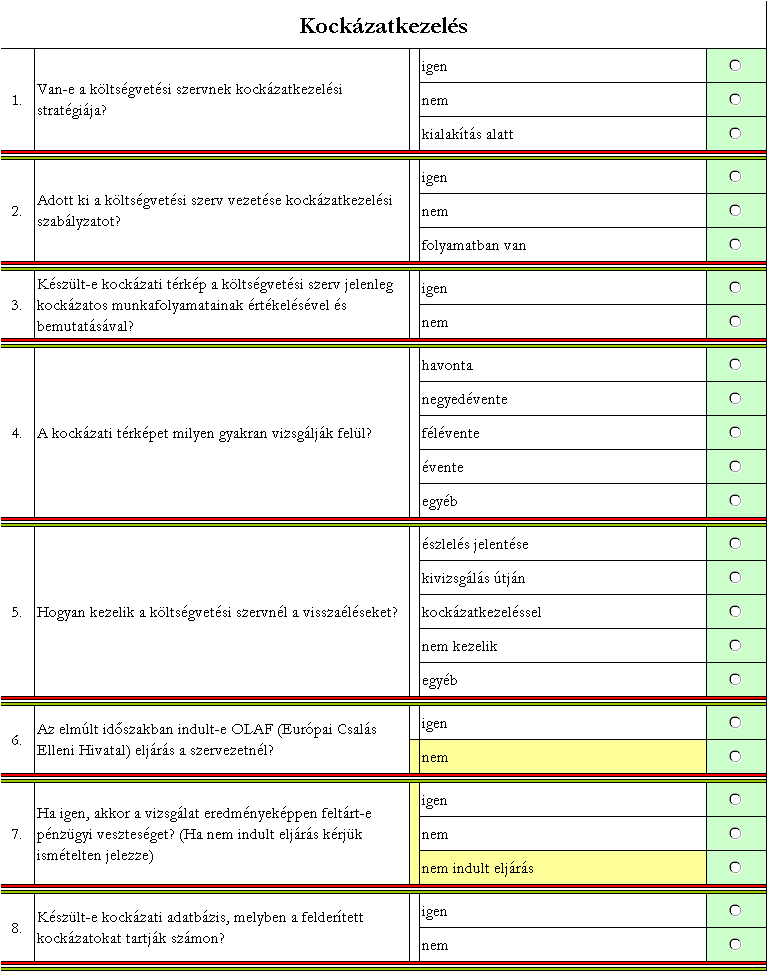 Kockázatkezelés
1.
Van-e a költségvetési szervnek kockázatkezelési
stratégiája?
igen
nem
kialakítás alatt
2.
Adott ki a költségvetési szerv vezetése kockázatkezelési
szabályzatot?
igen
nem
folyamatban van
3.
Készült-e kockázati térkép a költségvetési szerv jelenleg
kockázatos munkafolyamatainak értékelésével és
bemutatásával?
igen
nem
4.
A kockázati térképet milyen gyakran vizsgálják felül?
havonta
negyedévente
félévente
évente
egyéb
5.
Hogyan kezelik a költségvetési szervnél a visszaéléseket?
észlelés jelentése
kivizsgálás útján
kockázatkezeléssel
nem kezelik
egyéb
6.
Az elmúlt időszakban indult-e OLAF (Európai Csalás
Elleni Hivatal) eljárás a szervezetnél?
igen
nem
7.
Ha igen, akkor a vizsgálat eredményeképpen feltárt-e
pénzügyi veszteséget? (Ha nem indult eljárás kérjük
ismételten jelezze)
igen
nem
nem indult eljárás
8.
Készült-e kockázati adatbázis, melyben a felderített
kockázatokat tartják számon?
igen
nem